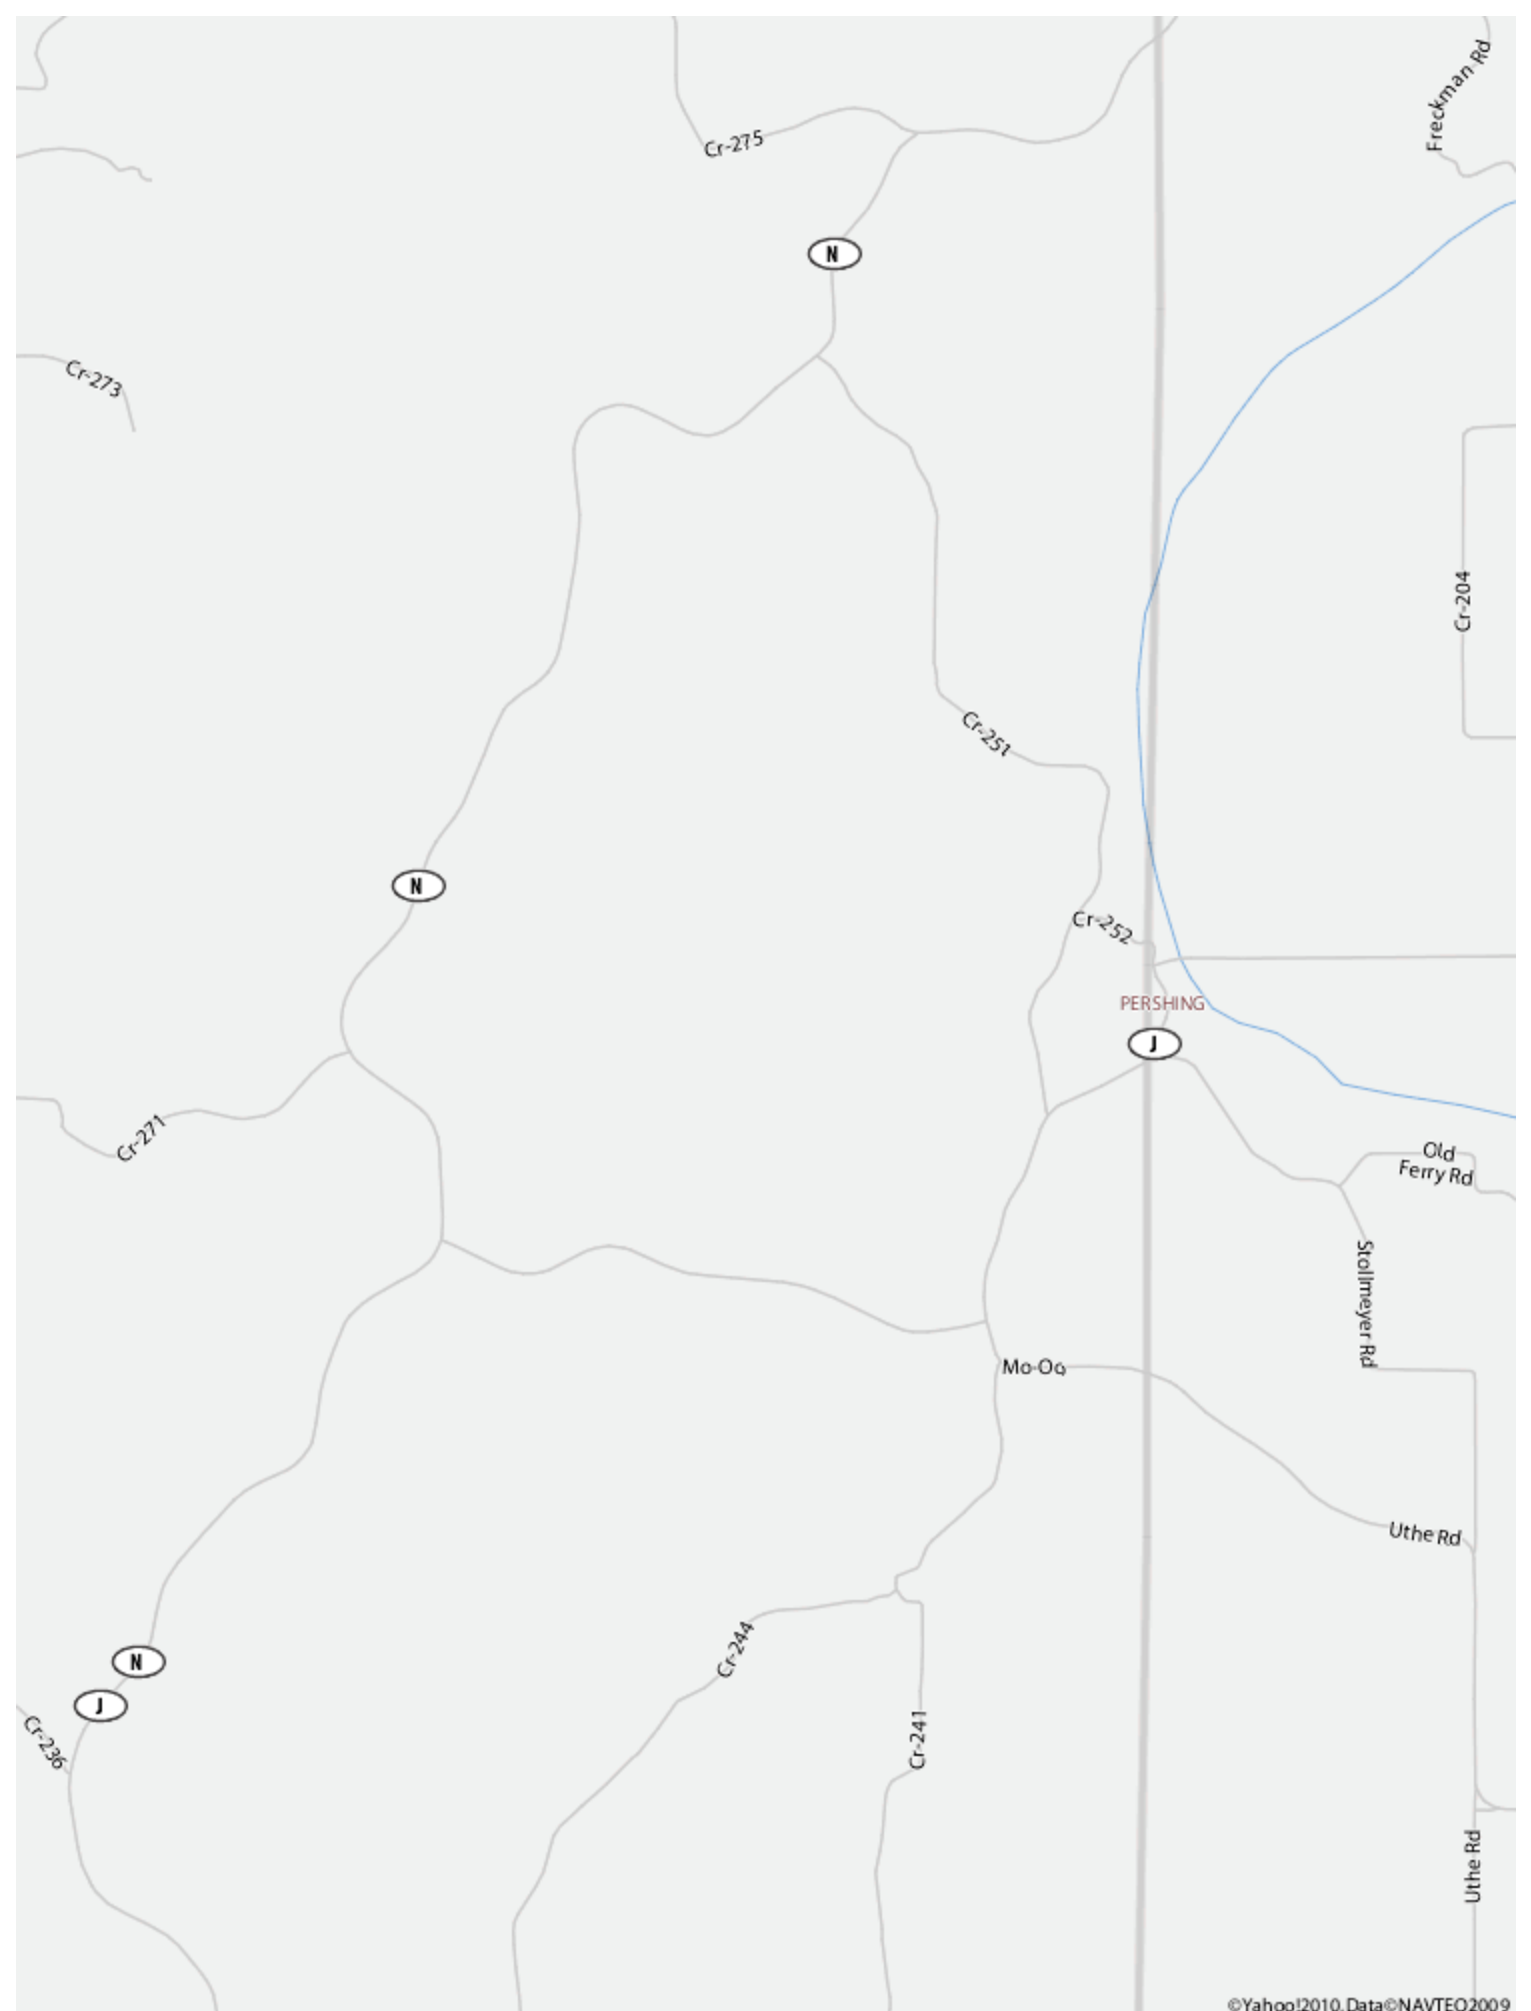 Freckman Rd
Cr-275
N
Cr-273
Cr-204
Cr-251
N
Cr-252
PERSHING
J
Cr-271
Old
Ferry Rd
Stollmeyer Rd
Mo-Oo
Uthe Rd
Cr-244
N
J
Cr-236
Cr-241
Uthe Rd
©Yahoo!2010,Data©NAVTEQ2009